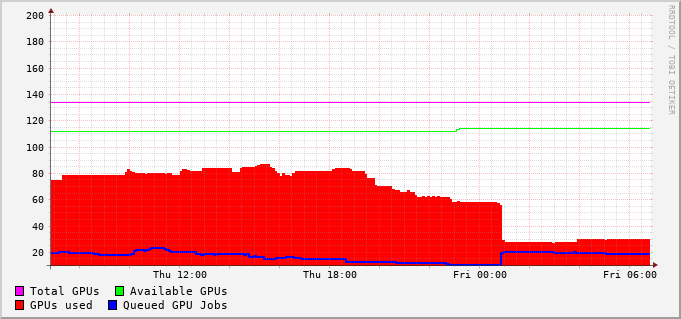 200
180
160
140
120
100
80
60
40
20
Thu 12:00 Thu 18:00 Fri 00:00 Fri 06:00
Total GPUs Available GPUs
GPUs used Queued GPU Jobs
RRDTOOL / TOBI OETIKER